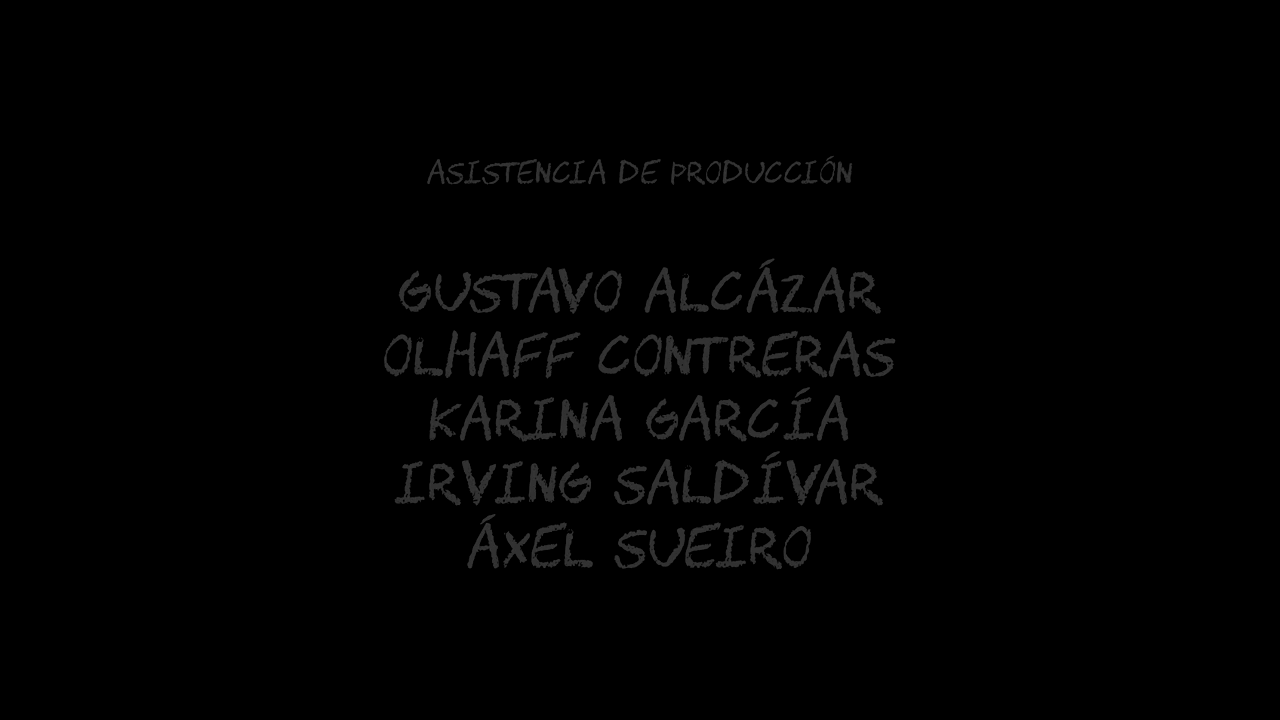 ASISTENCIA DE PRODUCCIÓN
GUSTAVO ALCÁZAR
OLHAFF CONTRERAS
KARINA GARCÍA
IRVING SALDÍVAR
ÁXEL SUEIRO